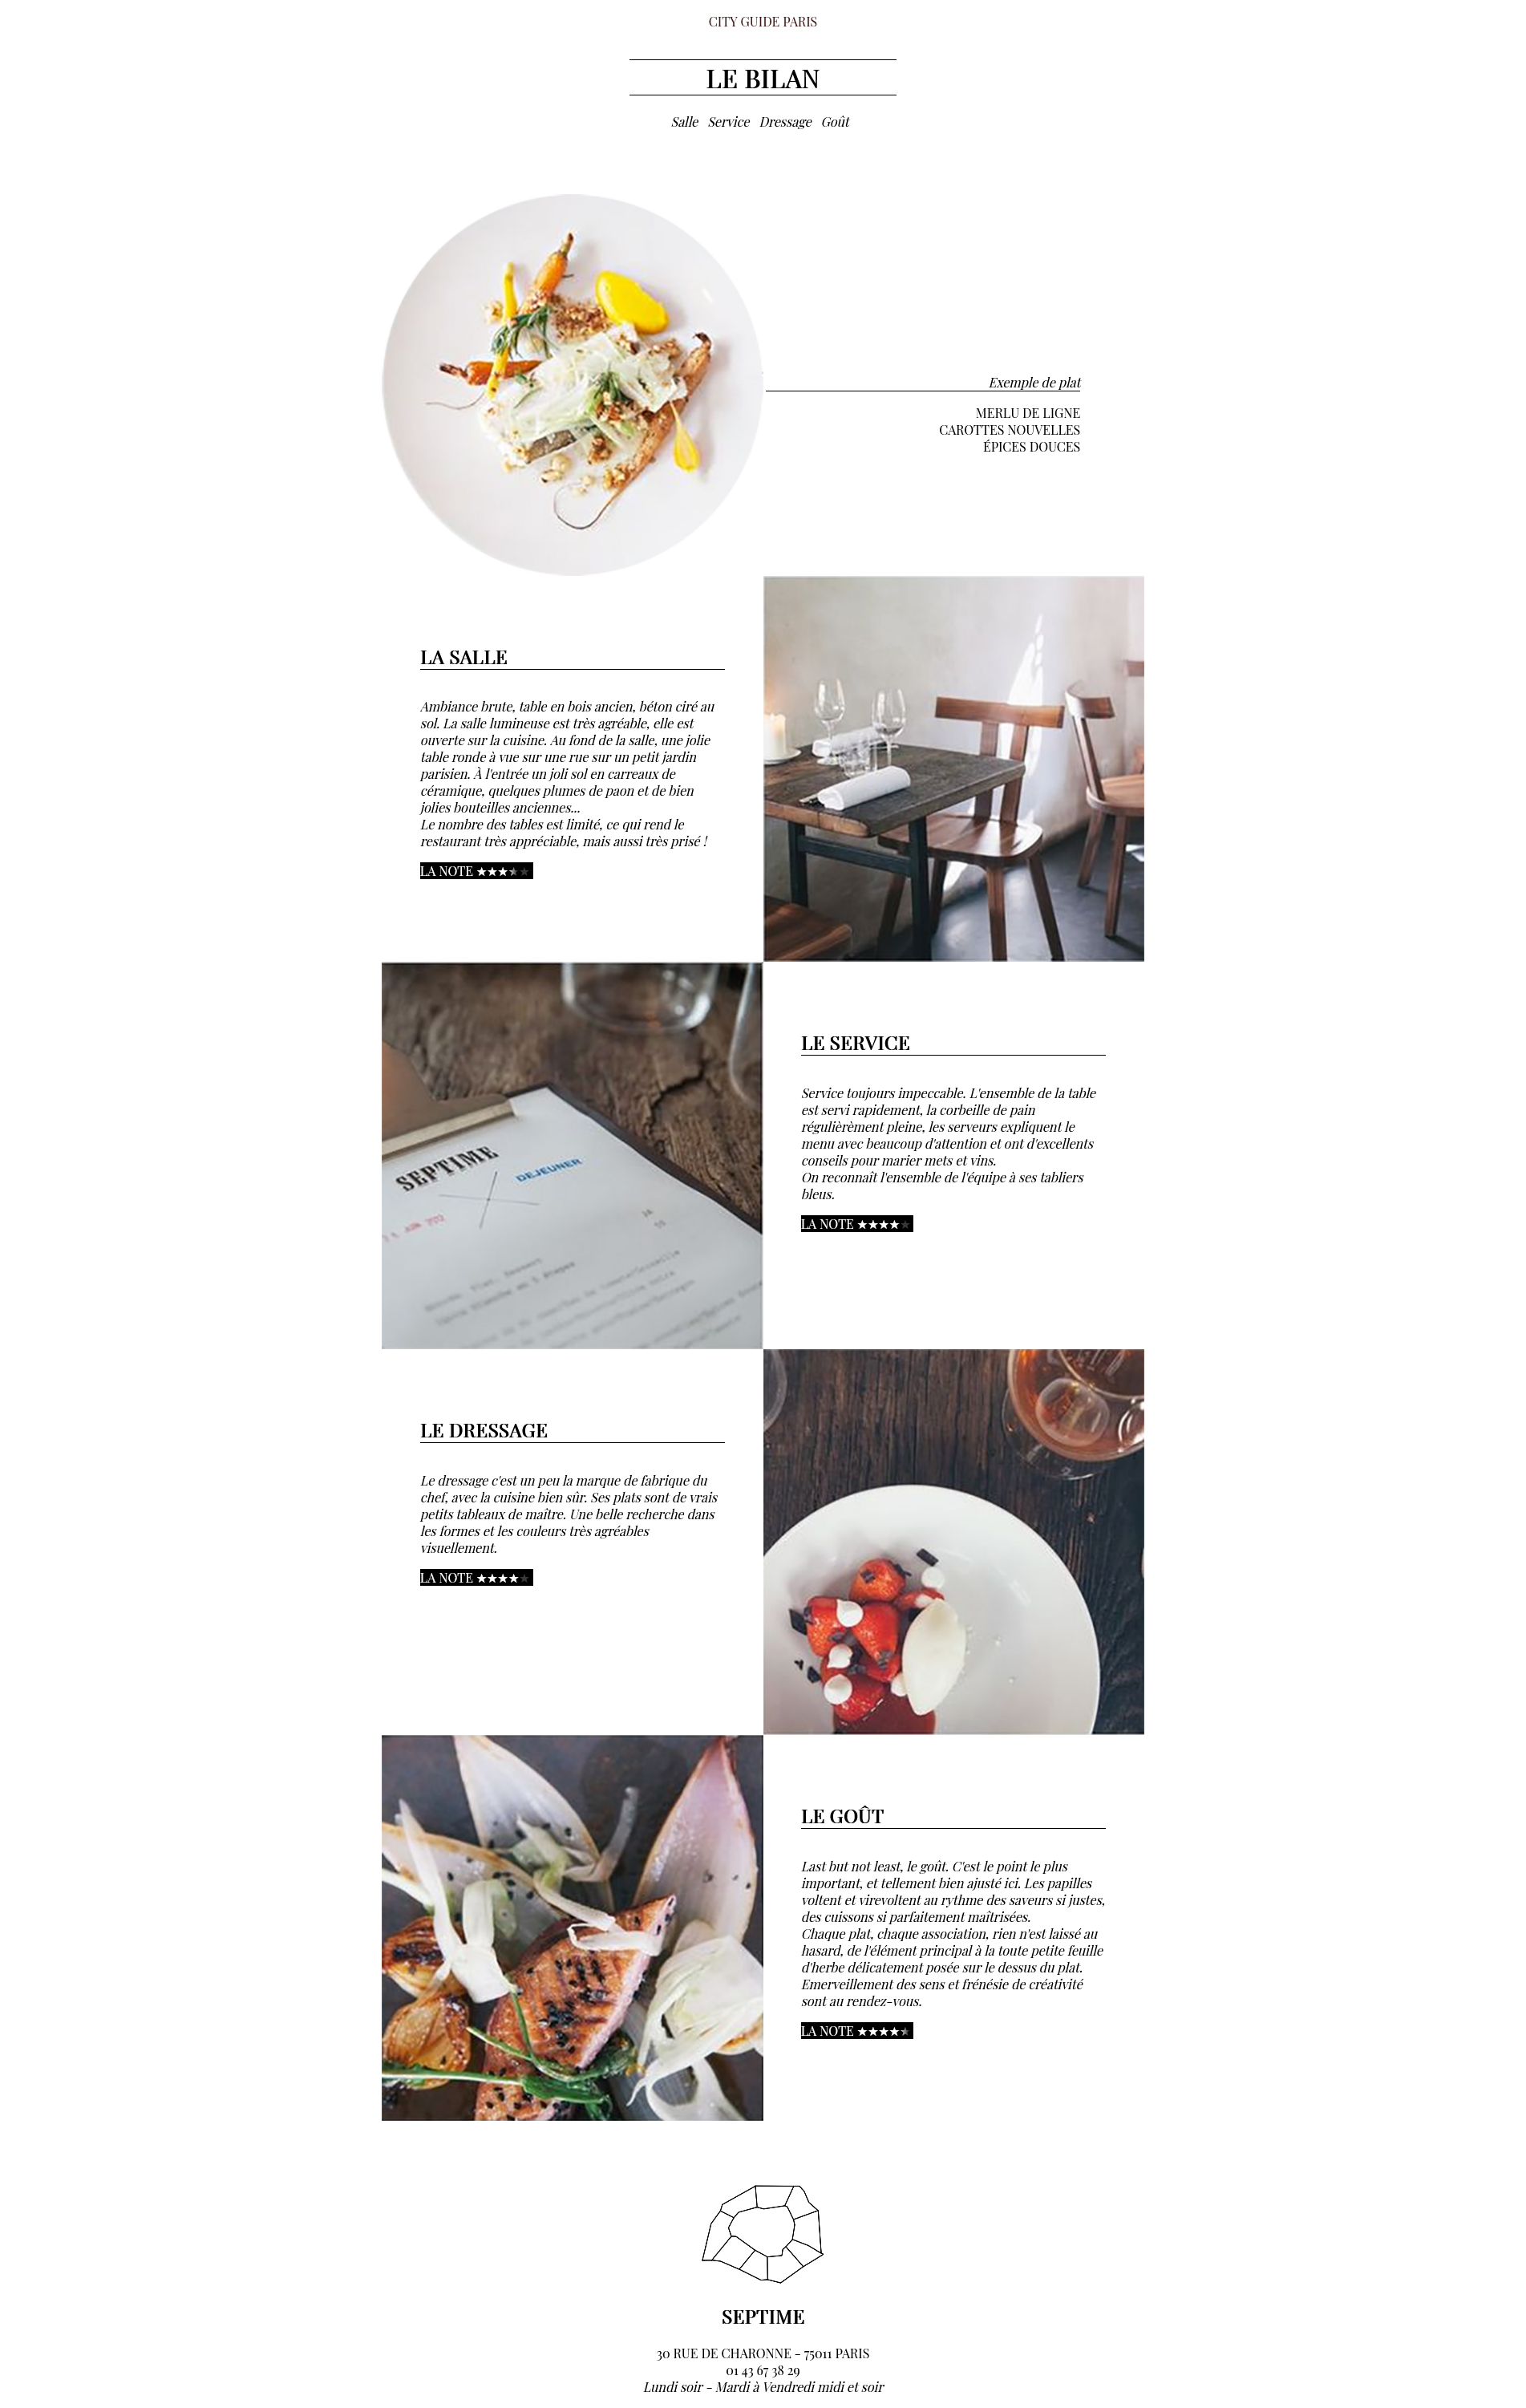 CITY GUIDE PARIS
LE BILAN
Salle Service Dressage Goût
Exemple de plat
MERLU DE LIGNE
CAROTTES NOUVELLES
ÉPICES DOUCES
LA SALLE
Ambiance brute, table en bois ancien, béton ciré au
sol. La salle lumineuse est très agréable, elle est
ouverte sur la cuisine. Au fond de la salle, une jolie
table ronde à vue sur une rue sur un petit jardin
parisien. À l'entrée un joli sol en carreaux de
céramique, quelques plumes de paon et de bien
jolies bouteilles anciennes...
Le nombre des tables est limité, ce qui rend le
restaurant très appréciable, mais aussi très prisé !
LA NOTE ★★★★★
SEPTIME
DEJEUNER
LE SERVICE
Service toujours impeccable. L'ensemble de la table
est servi rapidement, la corbeille de pain
régulièrèment pleine, les serveurs expliquent le
menu avec beaucoup d'attention et ont d'excellents
conseils pour marier mets et vins.
On reconnaît l'ensemble de l'équipe à ses tabliers
bleus.
LA NOTE ★★★★★
LE DRESSAGE
Le dressage c'est un peu la marque de fabrique du
chef, avec la cuisine bien sûr. Ses plats sont de vrais
petits tableaux de maître. Une belle recherche dans
les formes et les couleurs très agréables
visuellement.
LA NOTE ★★★★★
LE GOÛT
Last but not least, le goût. C'est le point le plus
important, et tellement bien ajusté ici. Les papilles
voltent et virevoltent au rythme des saveurs si justes,
des cuissons si parfaitement maîtrisées.
Chaque plat, chaque association, rien n'est laissé au
hasard, de l'élément principal à la toute petite feuille
d'herbe délicatement posée sur le dessus du plat.
Emerveillement des sens et frénésie de créativité
sont au rendez-vous.
LA NOTE ★★★★★
SEPTIME
30 RUE DE CHARONNE - 75011 PARIS
01 43 67 38 29
Lundi soir - Mardi à Vendredi midi et soir